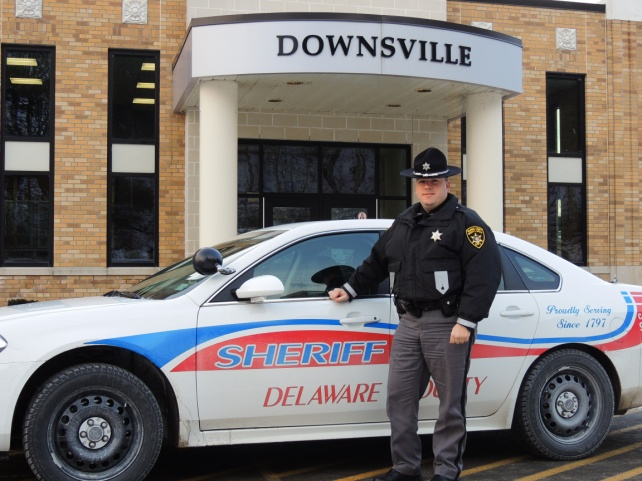 DOWNSVILLE
Proudly Serving
Since 1797
SHERIFF
DELAWARE COUNTY